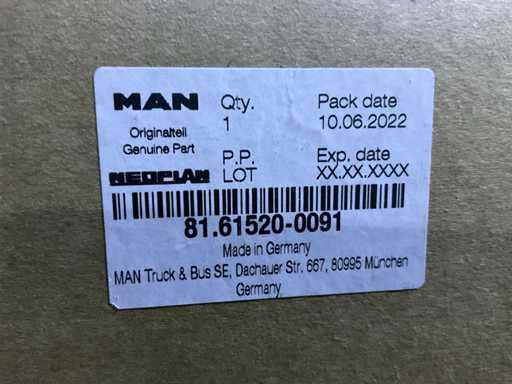 MAN
Originalteil
Genuine Part
NEOPLAN
Qty.
1
P.P.
LOT
Pack date
10.06.2022
Exp. date
XX.XX.XXXX
81.61520-0091
Made in Germany
MAN Truck & Bus SE, Dachauer Str. 667, 80995 München
Germany